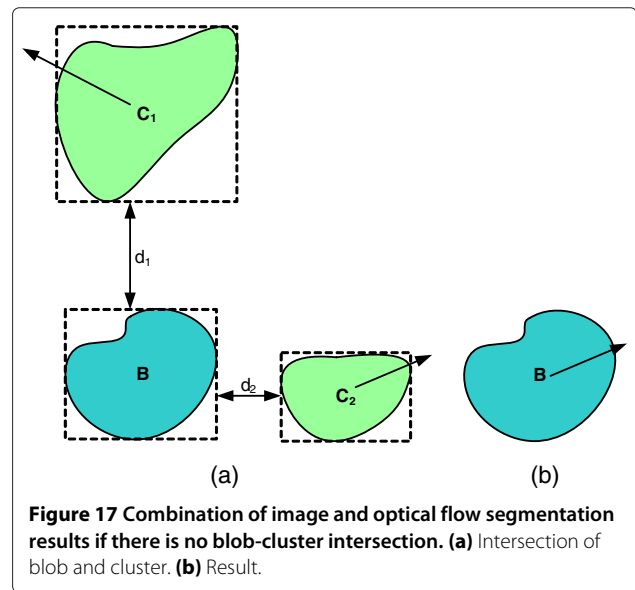 C₁
d₁
B
d₂
C₂
B
(a)
(b)
Figure 17 Combination of image and optical flow segmentation
results if there is no blob-cluster intersection. (a) Intersection of
blob and cluster. (b) Result.